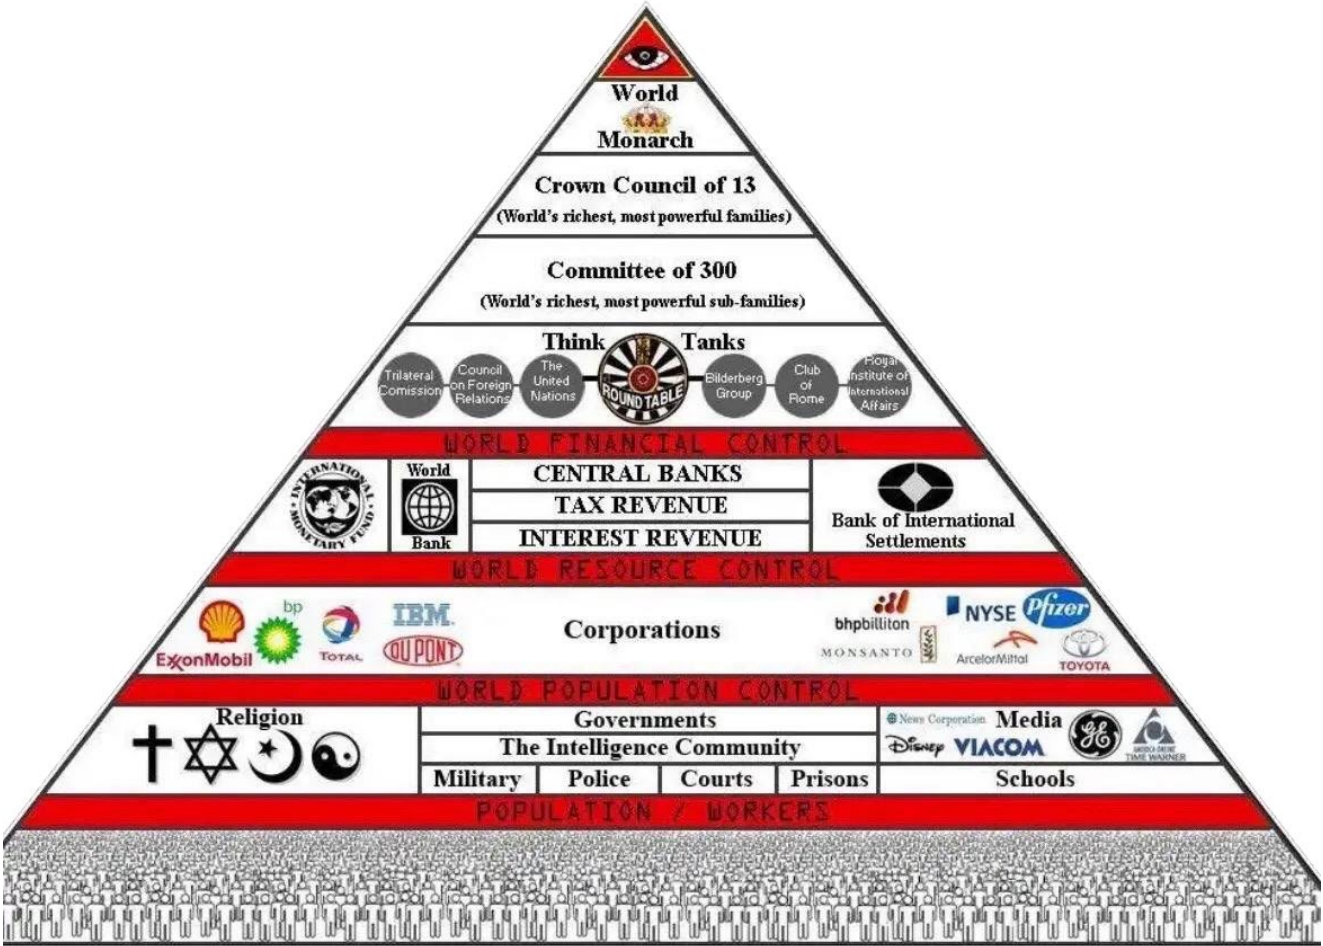 World
Monarch
Crown Council of 13
(World's richest, most powerful families)
Committee of 300
(World's richest, most powerful sub-families)
Think Tanks
Trilateral
Comission
Council
on Foreign
Relations
The
United
Nations
ROUND TABLE
Bilderberg
Group
Club
of
Rome
Royal
Institute of
International
Affairs
WORLD FINANCIAL CONTROL
INTERNATIONAL
MONETARY FUND
World
Bank
CENTRAL BANKS
TAX REVENUE
INTEREST REVENUE
Bank of International
Settlements
WORLD RESOURCE CONTROL
ExxonMobil
bp
TOTAL
IBM
DUPONT
Corporations
bhpbilliton
MONSANTO
NYSE
Pfizer
ArcelorMittal
TOYOTA
WORLD POPULATION CONTROL
Religion
Governments
The Intelligence Community
Military
Police
Courts
Prisons
News Corporation
Media
Disney
VIACOM
GE
AMERICA ONLINE
TIME WARNER
Schools
POPULATION / WORKERS